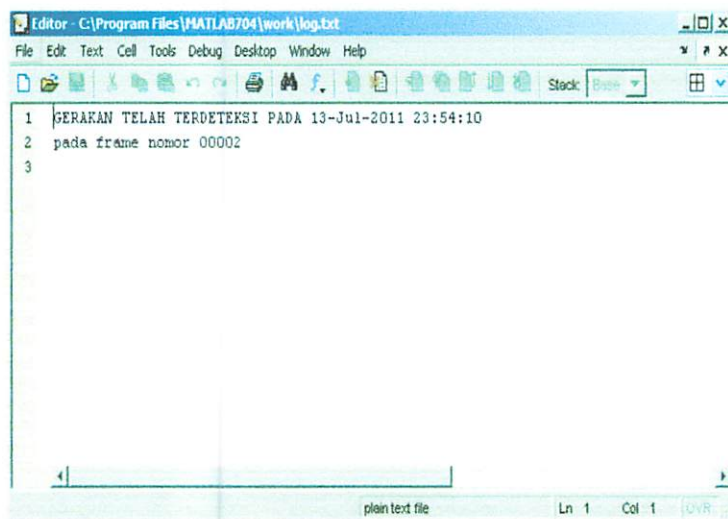 Editor - C:\Program Files\MATLAB704\work\log.txt
File Edit Text Cell Tools Debug Desktop Window Help
Stack: Base
1 GERAKAN TELAH TERDETEKSI PADA 13-Jul-2011 23:54:10
2 pada frame nomor 00002
3
plain text file Ln 1 Col 1 OVR